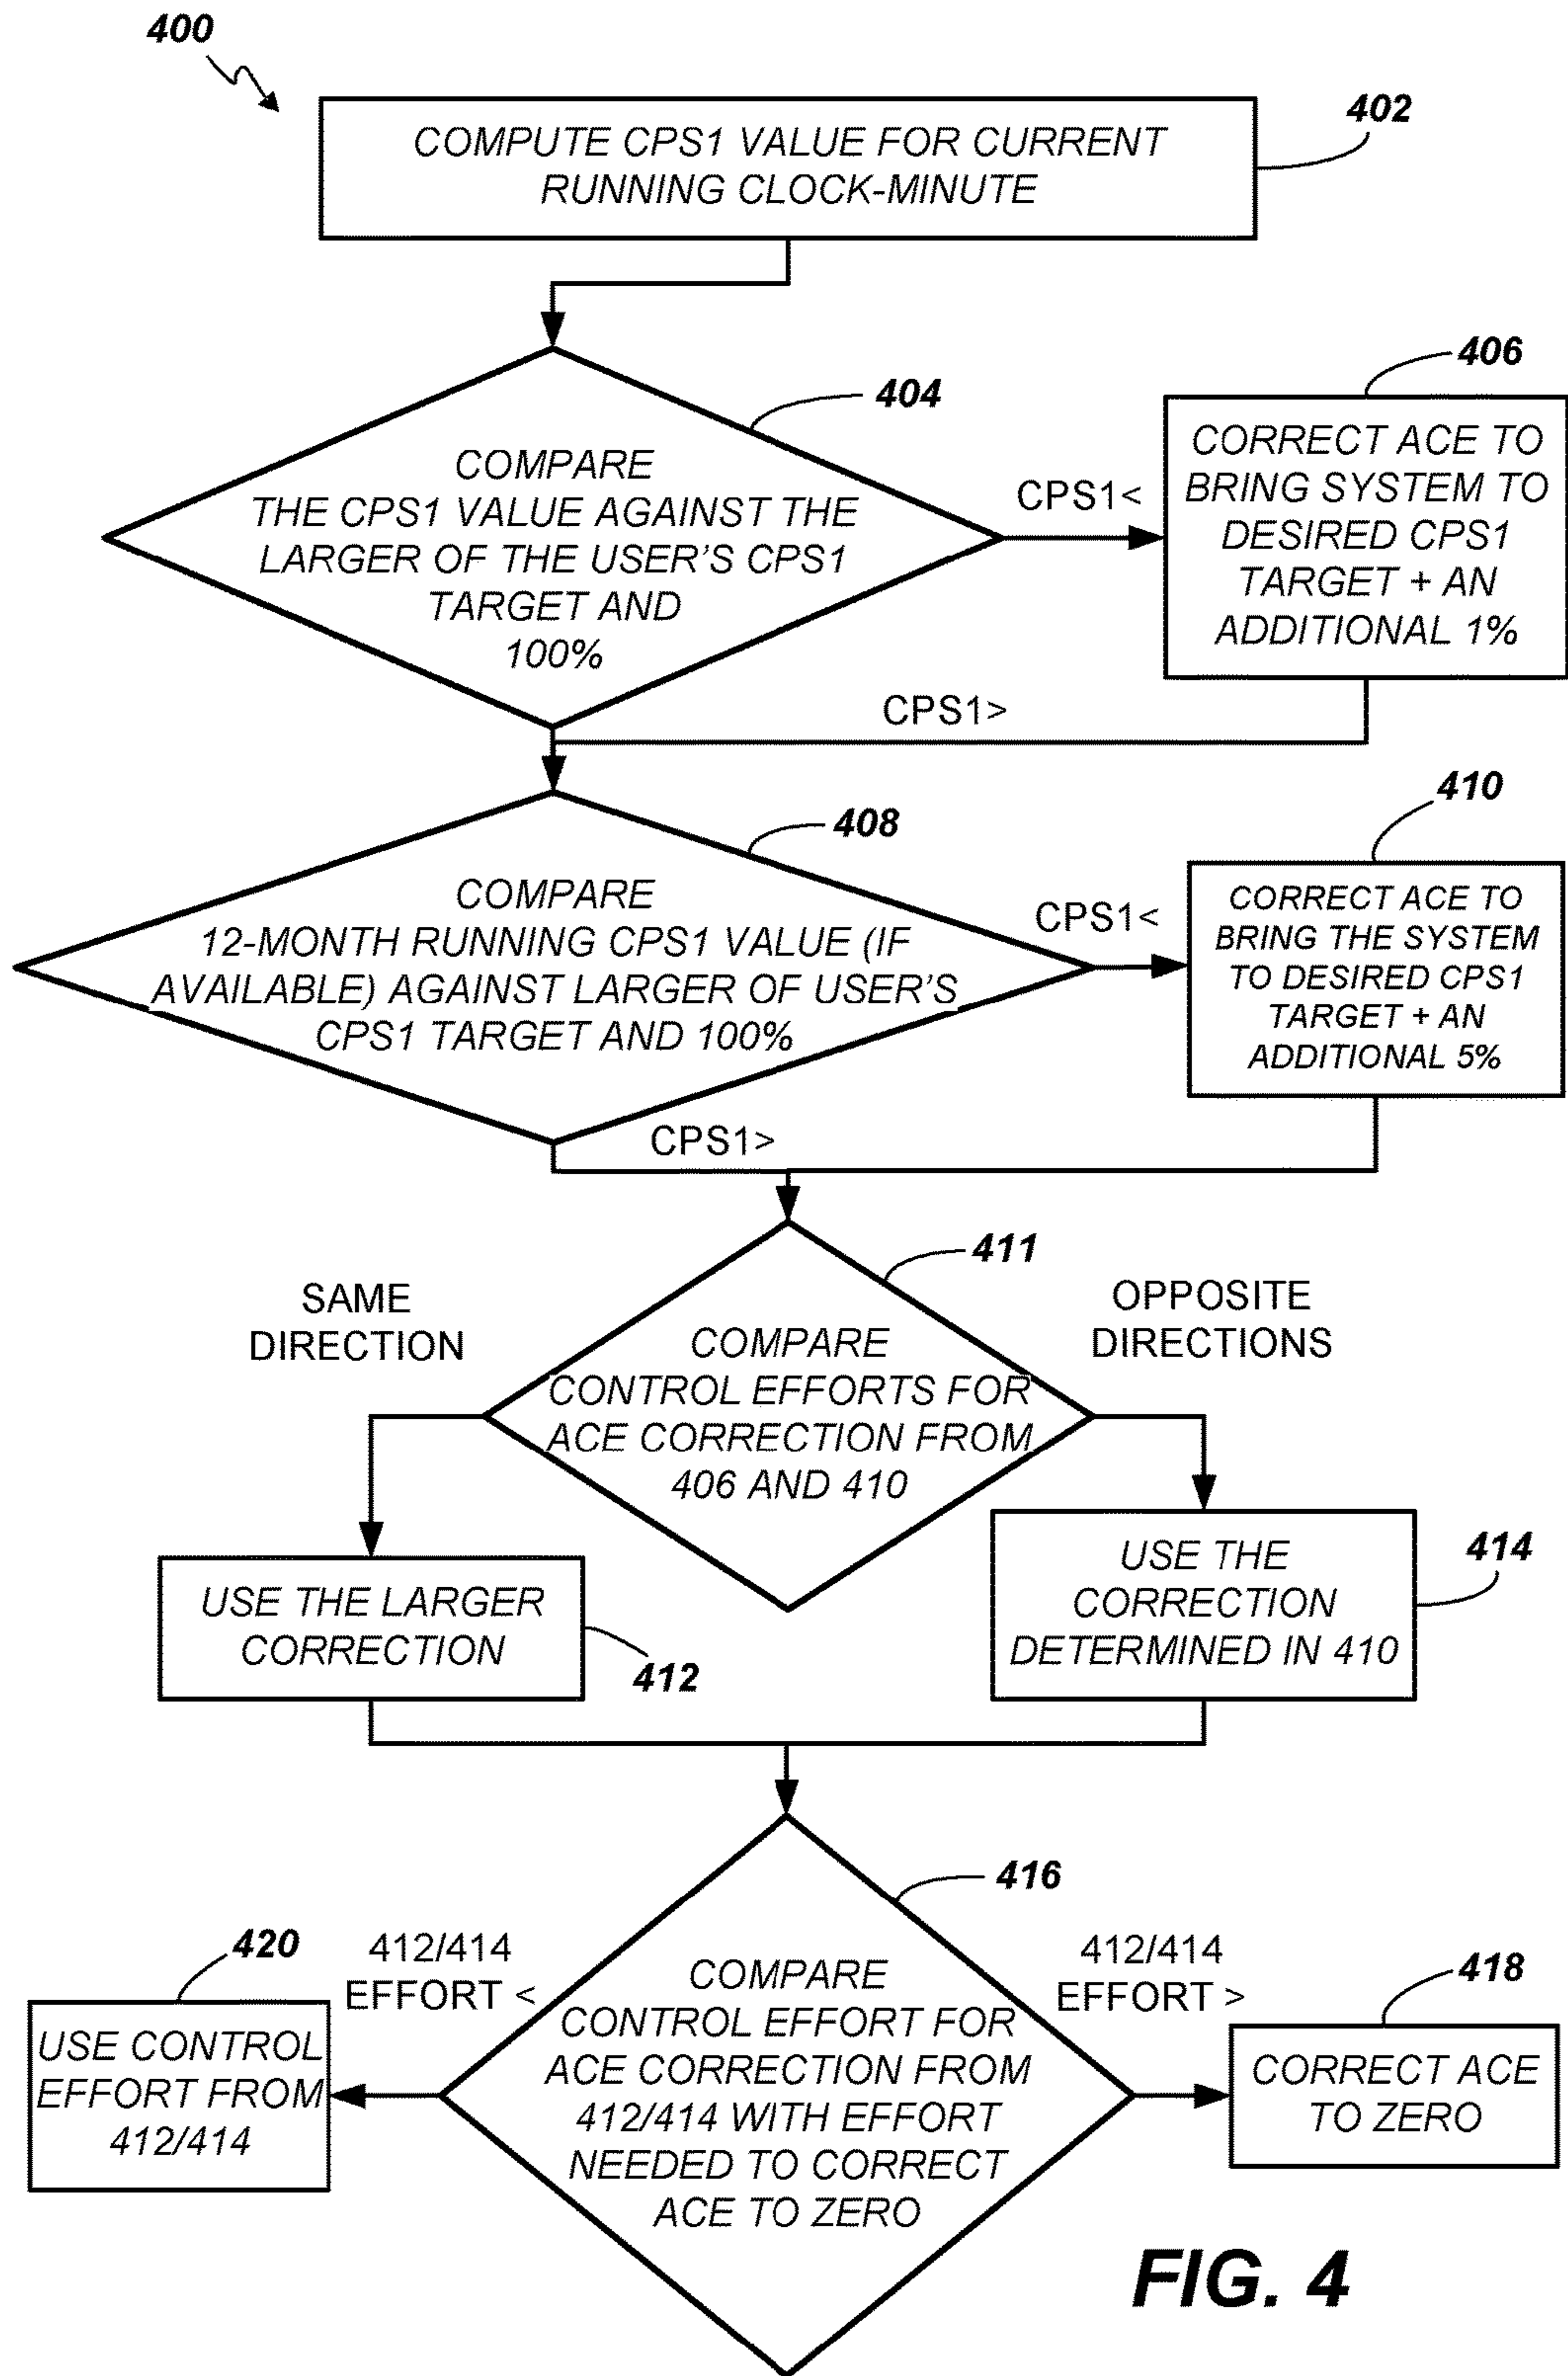 400
COMPUTE CPS1 VALUE FOR CURRENT
RUNNING CLOCK-MINUTE
402
404
COMPARE
THE CPS1 VALUE AGAINST THE
LARGER OF THE USER'S CPS1
TARGET AND
100%
CPS1<
406
CORRECT ACE TO
BRING SYSTEM TO
DESIRED CPS1
TARGET + AN
ADDITIONAL 1%
CPS1>
408
COMPARE
12-MONTH RUNNING CPS1 VALUE (IF
AVAILABLE) AGAINST LARGER OF USER'S
CPS1 TARGET AND 100%
CPS1<
410
CORRECT ACE TO
BRING THE SYSTEM
TO DESIRED CPS1
TARGET + AN
ADDITIONAL 5%
CPS1>
411
SAME
DIRECTION
COMPARE
CONTROL EFFORTS FOR
ACE CORRECTION FROM
406 AND 410
OPPOSITE
DIRECTIONS
USE THE LARGER
CORRECTION
412
USE THE
CORRECTION
DETERMINED IN 410
414
416
420
412/414
EFFORT <
USE CONTROL
EFFORT FROM
412/414
COMPARE
CONTROL EFFORT FOR
ACE CORRECTION FROM
412/414 WITH EFFORT
NEEDED TO CORRECT
ACE TO ZERO
412/414
EFFORT >
418
CORRECT ACE
TO ZERO
FIG. 4